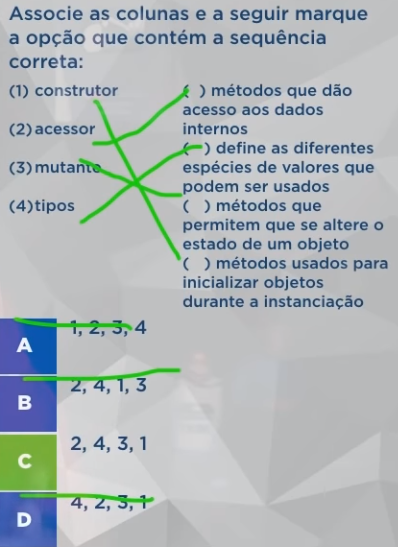 Associe as colunas e a seguir marque
a opção que contém a sequência
correta:
(1) construtor
(2) acessor
(3) mutante
(4) tipos
( ) métodos que dão
acesso aos dados
internos
( ) define as diferentes
espécies de valores que
podem ser usados
( ) métodos que
permitem que se altere o
estado de um objeto
( ) métodos usados para
inicializar objetos
durante a instanciação
A 1, 2, 3, 4
B 2, 4, 1, 3
C 2, 4, 3, 1
D 4, 2, 3, 1